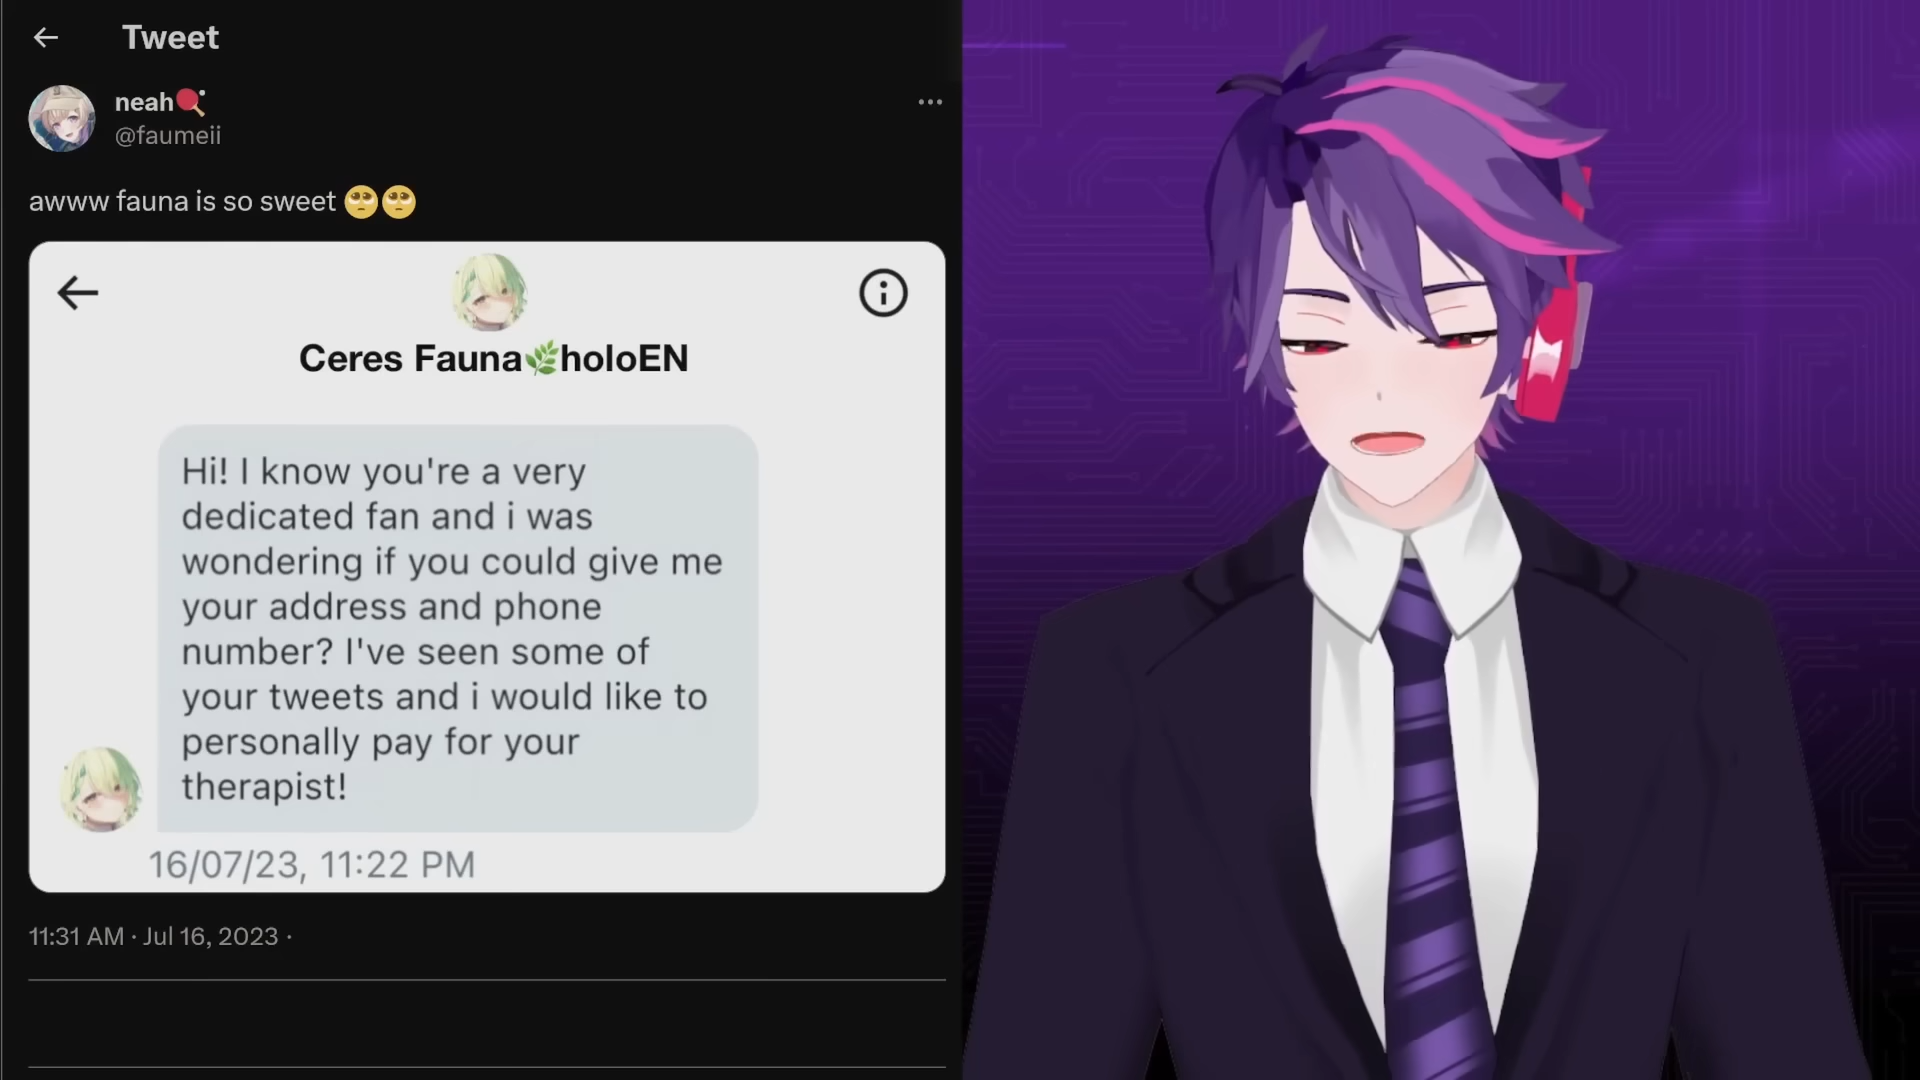 Tweet
neah🏓
@faumeii
awww fauna is so sweet 🥺🥺
Ceres Fauna🌿holoEN
Hi! I know you're a very
dedicated fan and i was
wondering if you could give me
your address and phone
number? I've seen some of
your tweets and i would like to
personally pay for your
therapist!
16/07/23, 11:22 PM
11:31 AM · Jul 16, 2023 ·